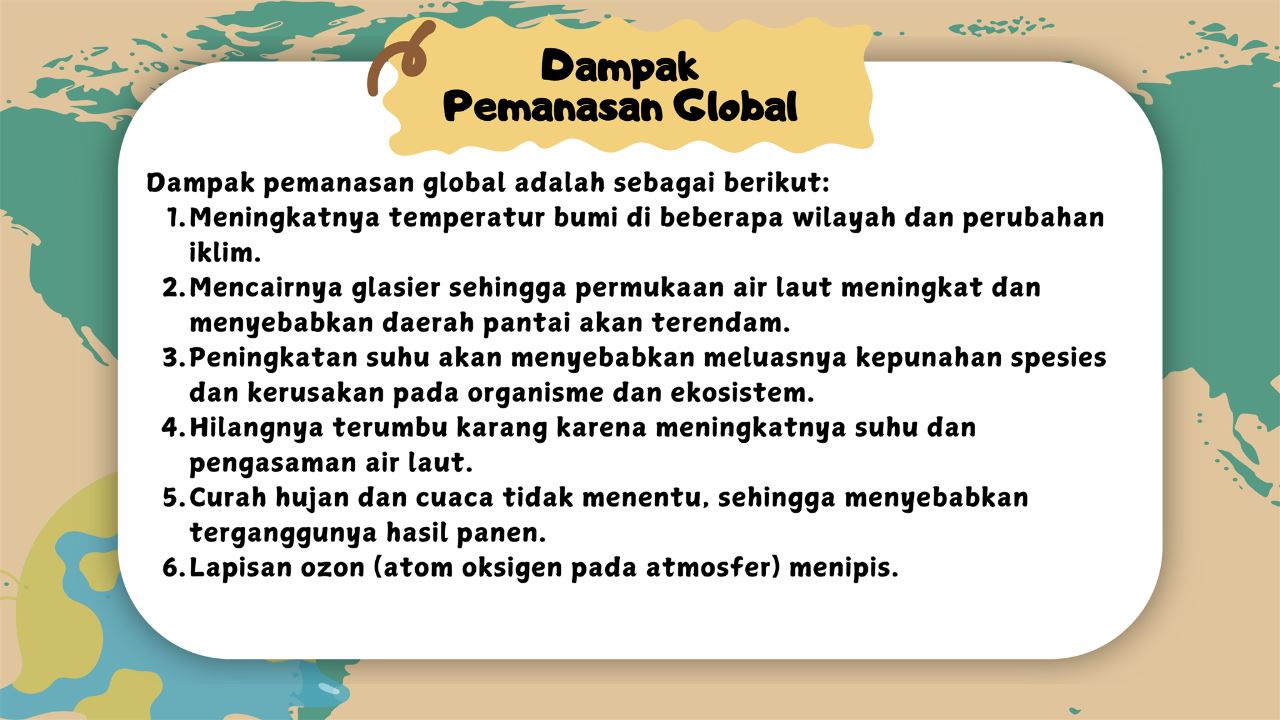 Dampak
Pemanasan Global
Dampak pemanasan global adalah sebagai berikut:
1. Meningkatnya temperatur bumi di beberapa wilayah dan perubahan
iklim.
2. Mencairnya glasier sehingga permukaan air laut meningkat dan
menyebabkan daerah pantai akan terendam.
3. Peningkatan suhu akan menyebabkan meluasnya kepunahan spesies
dan kerusakan pada organisme dan ekosistem.
4. Hilangnya terumbu karang karena meningkatnya suhu dan
pengasaman air laut.
5. Curah hujan dan cuaca tidak menentu, sehingga menyebabkan
terganggunya hasil panen.
6. Lapisan ozon (atom oksigen pada atmosfer) menipis.